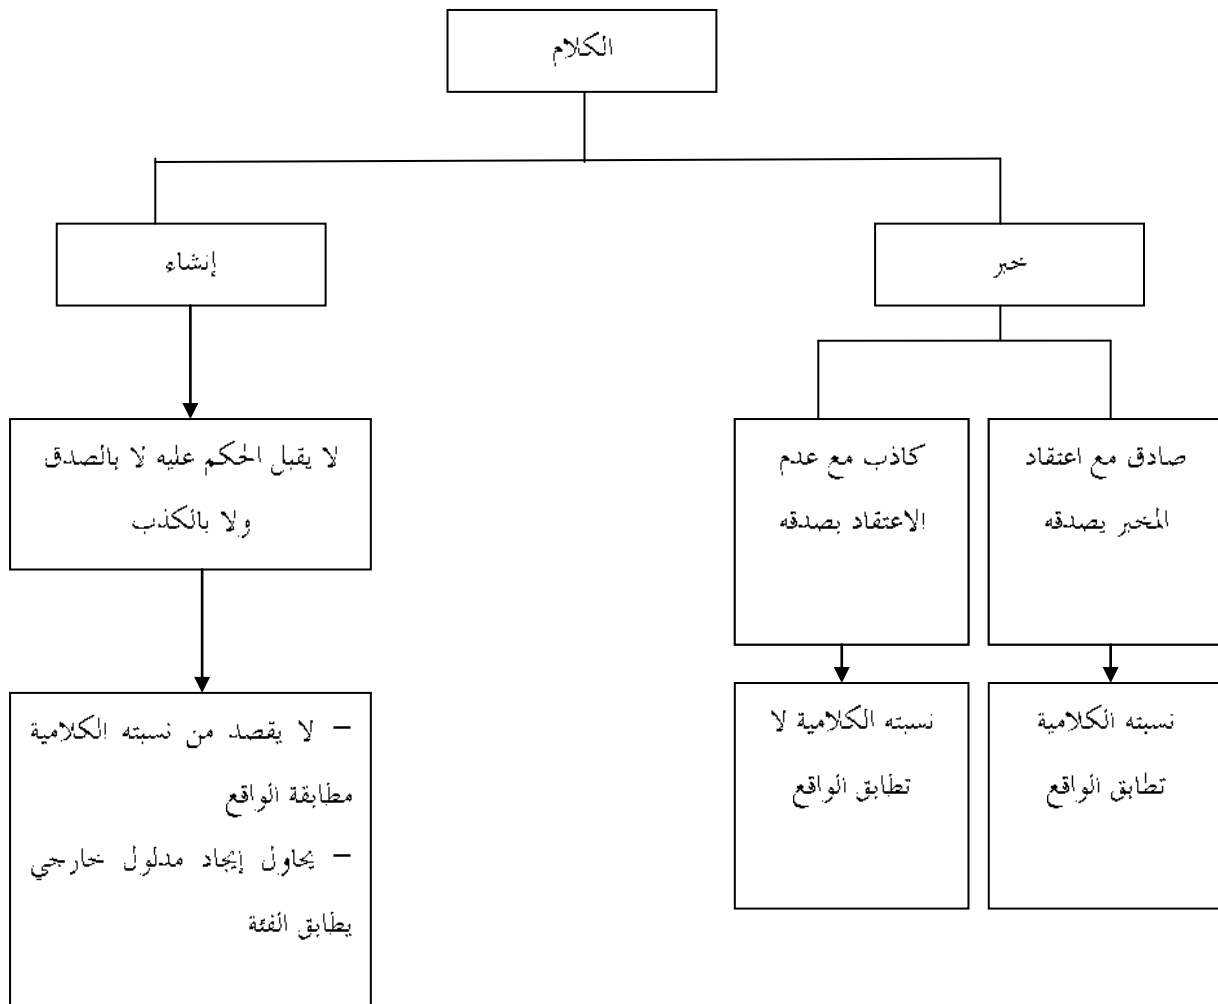 الكلام
خبر
إنشاء
صادق مع اعتقاد
المخبر بصدقه
كاذب مع عدم
الاعتقاد بصدقه
لا يقبل الحكم عليه لا بالصدق
ولا بالكذب
نسبته الكلامية
تطابق الواقع
نسبته الكلامية لا
تطابق الواقع
– لا يقصد من نسبته الكلامية
مطابقة الواقع
– يحاول إيجاد مدلول خارجي
يطابق الفئة